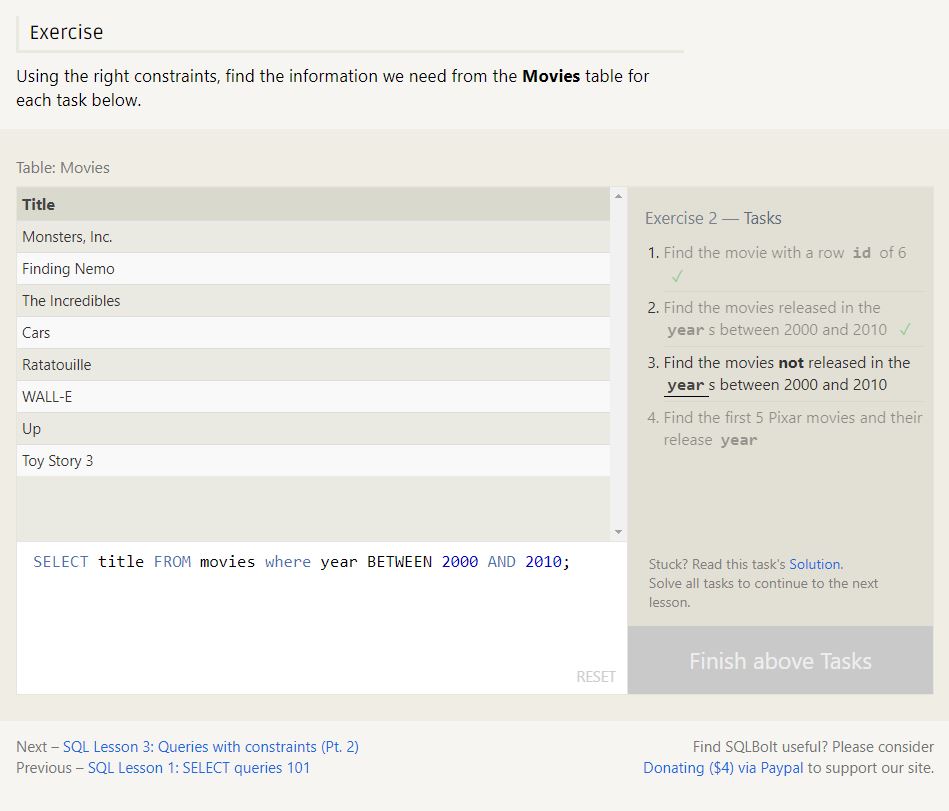 Exercise
Using the right constraints, find the information we need from the Movies table for
each task below.
Table: Movies
Title
Monsters, Inc.
Finding Nemo
The Incredibles
Cars
Ratatouille
WALL-E
Up
Toy Story 3
SELECT title FROM movies where year BETWEEN 2000 AND 2010;
RESET
Exercise 2 — Tasks
1. Find the movie with a row id of 6
✓
2. Find the movies released in the
year s between 2000 and 2010 ✓
3. Find the movies not released in the
year s between 2000 and 2010
4. Find the first 5 Pixar movies and their
release year
Stuck? Read this task's Solution.
Solve all tasks to continue to the next
lesson.
Finish above Tasks
Next – SQL Lesson 3: Queries with constraints (Pt. 2)
Previous – SQL Lesson 1: SELECT queries 101
Find SQLBolt useful? Please consider
Donating ($4) via Paypal to support our site.